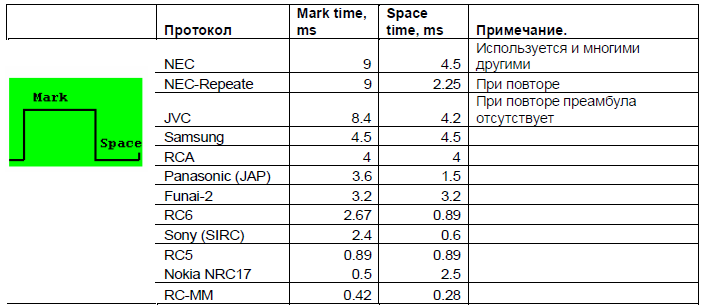 Протокол Mark time, ms Space time, ms Примечание.
NEC 9 4.5 Используется и многими другими
NEC-Repeate 9 2.25 При повторе
JVC 8.4 4.2 При повторе преамбула отсутствует
Samsung 4.5 4.5
RCA 4 4
Panasonic (JAP) 3.6 1.5
Funai-2 3.2 3.2
RC6 2.67 0.89
Sony (SIRC) 2.4 0.6
RC5 0.89 0.89
Nokia NRC17 0.5 2.5
RC-MM 0.42 0.28
Mark
Space